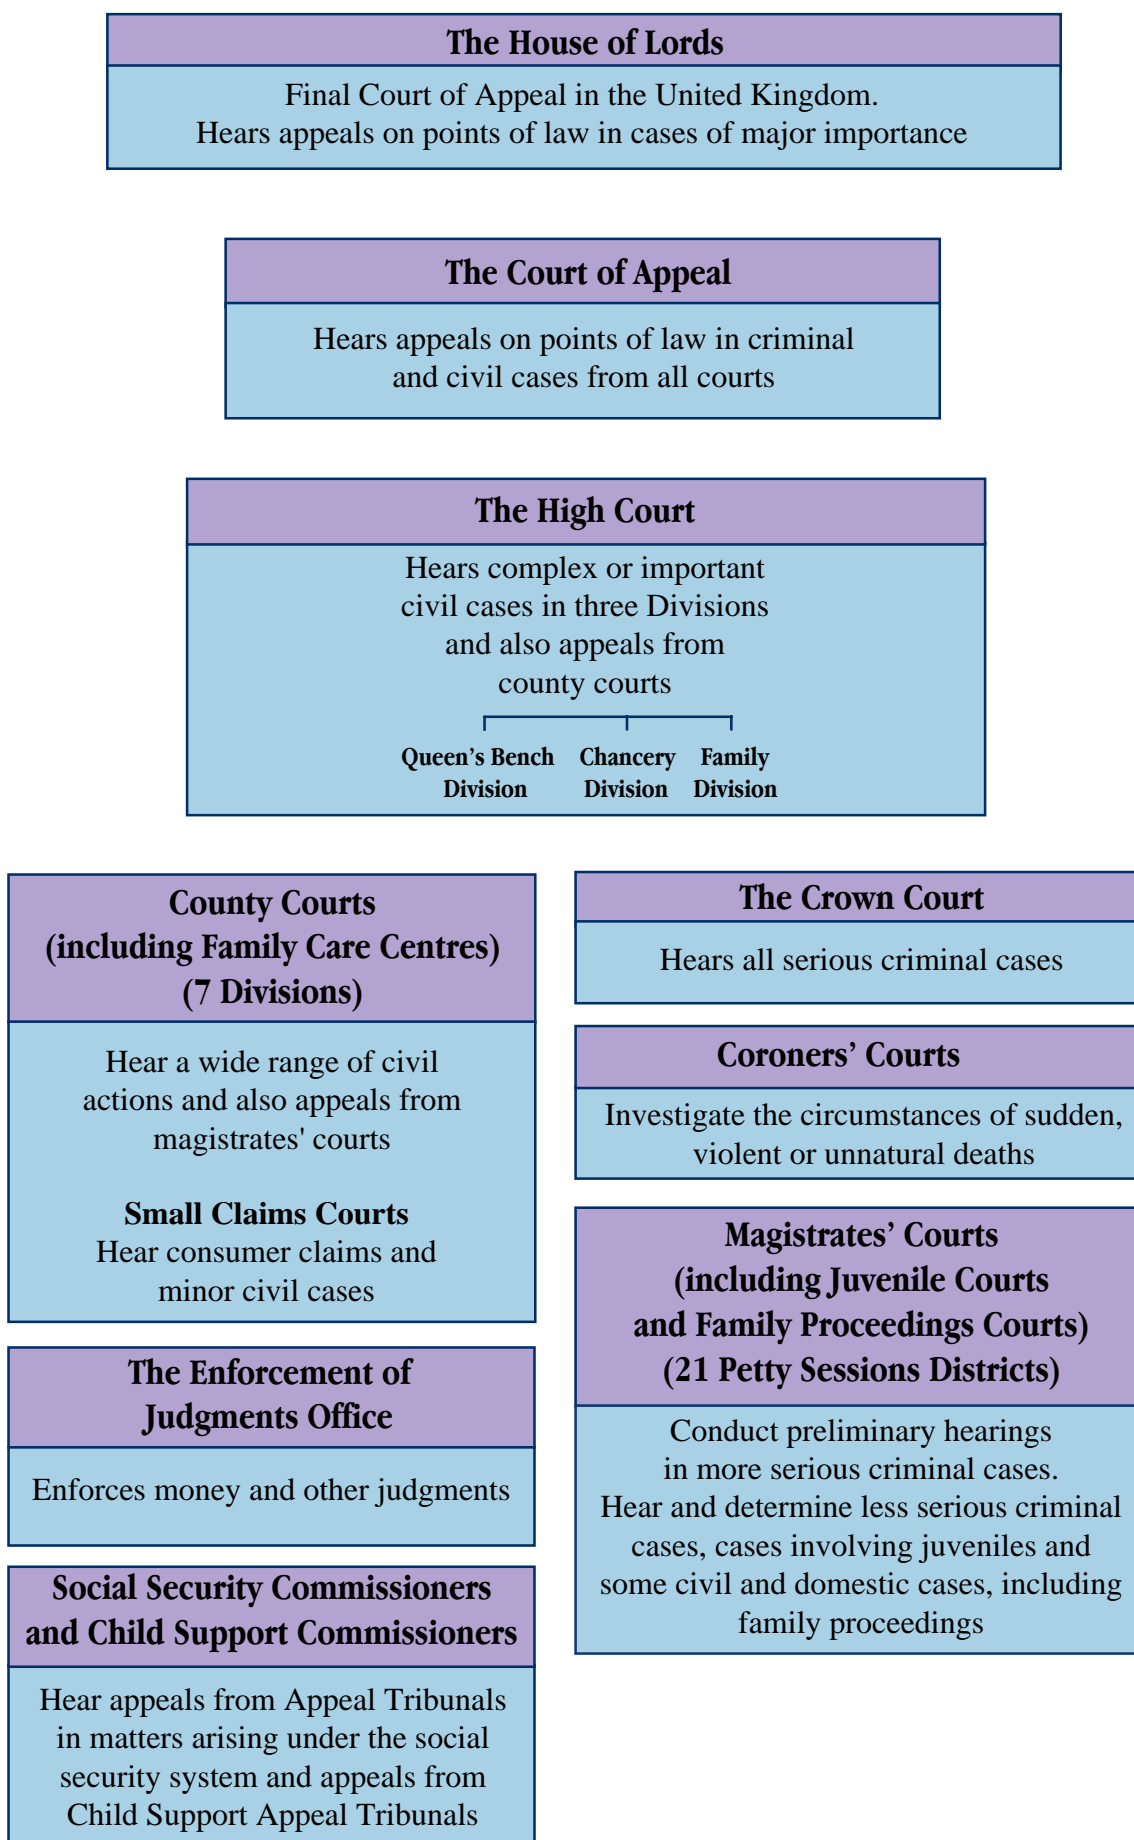 The House of Lords
Final Court of Appeal in the United Kingdom.
Hears appeals on points of law in cases of major importance
The Court of Appeal
Hears appeals on points of law in criminal
and civil cases from all courts
The High Court
Hears complex or important
civil cases in three Divisions
and also appeals from
county courts
Queen’s Bench
Division
Chancery
Division
Family
Division
County Courts
(including Family Care Centres)
(7 Divisions)
Hear a wide range of civil
actions and also appeals from
magistrates' courts
Small Claims Courts
Hear consumer claims and
minor civil cases
The Enforcement of
Judgments Office
Enforces money and other judgments
Social Security Commissioners
and Child Support Commissioners
Hear appeals from Appeal Tribunals
in matters arising under the social
security system and appeals from
Child Support Appeal Tribunals
The Crown Court
Hears all serious criminal cases
Coroners’ Courts
Investigate the circumstances of sudden,
violent or unnatural deaths
Magistrates’ Courts
(including Juvenile Courts
and Family Proceedings Courts)
(21 Petty Sessions Districts)
Conduct preliminary hearings
in more serious criminal cases.
Hear and determine less serious criminal
cases, cases involving juveniles and
some civil and domestic cases, including
family proceedings